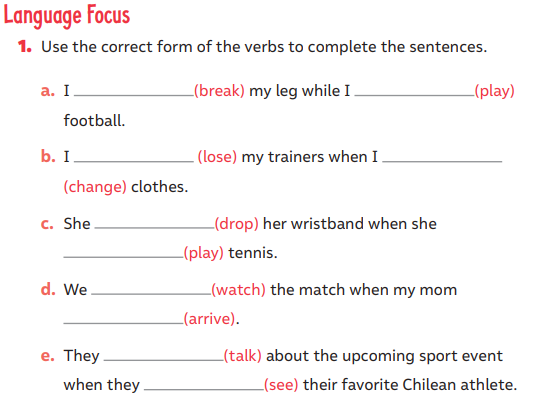 Language Focus
1. Use the correct form of the verbs to complete the sentences.
a. I ______________(break) my leg while I ______________(play)
football.
b. I ______________ (lose) my trainers when I ______________
(change) clothes.
c. She ______________(drop) her wristband when she
______________(play) tennis.
d. We ______________(watch) the match when my mom
______________(arrive).
e. They ______________(talk) about the upcoming sport event
when they ______________(see) their favorite Chilean athlete.